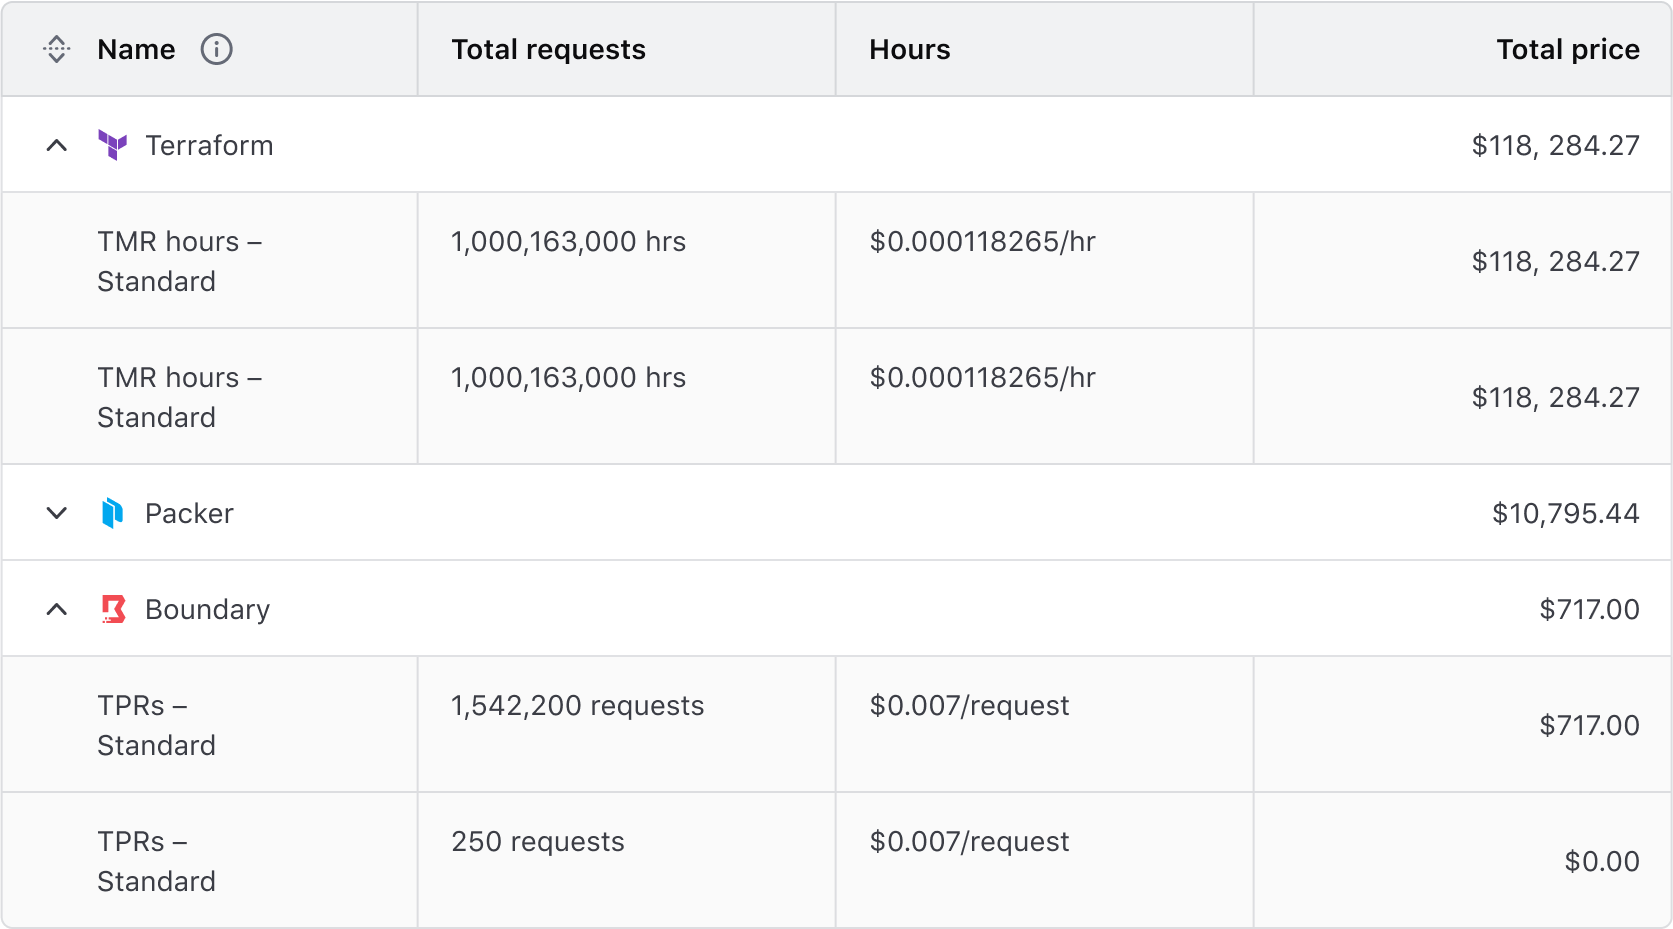 Name Total requests Hours Total price
Terraform $118, 284.27
TMR hours –
Standard
1,000,163,000 hrs $0.000118265/hr $118, 284.27
TMR hours –
Standard
1,000,163,000 hrs $0.000118265/hr $118, 284.27
Packer $10,795.44
Boundary $717.00
TPRs –
Standard
1,542,200 requests $0.007/request $717.00
TPRs –
Standard
250 requests $0.007/request $0.00